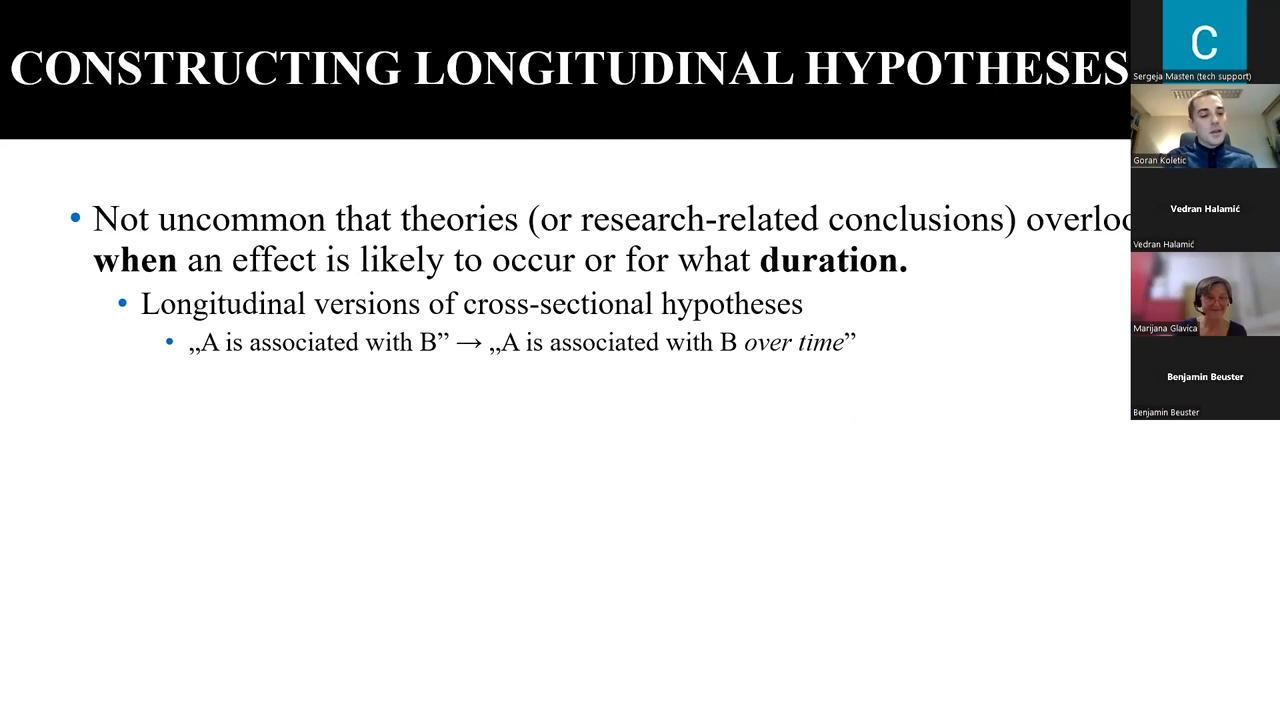 CONSTRUCTING LONGITUDINAL HYPOTHESES
• Not uncommon that theories (or research-related conclusions)
when an effect is likely to occur or for what duration.
• Longitudinal versions of cross-sectional hypotheses
• „A is associated with B” → „A is associated with B over time”
C
Sergeja Masten (tech support)
Goran Koletic
Vedran Halamić
Vedran Halamić
Marijana Glavica
Benjamin Beuster
Benjamin Beuster